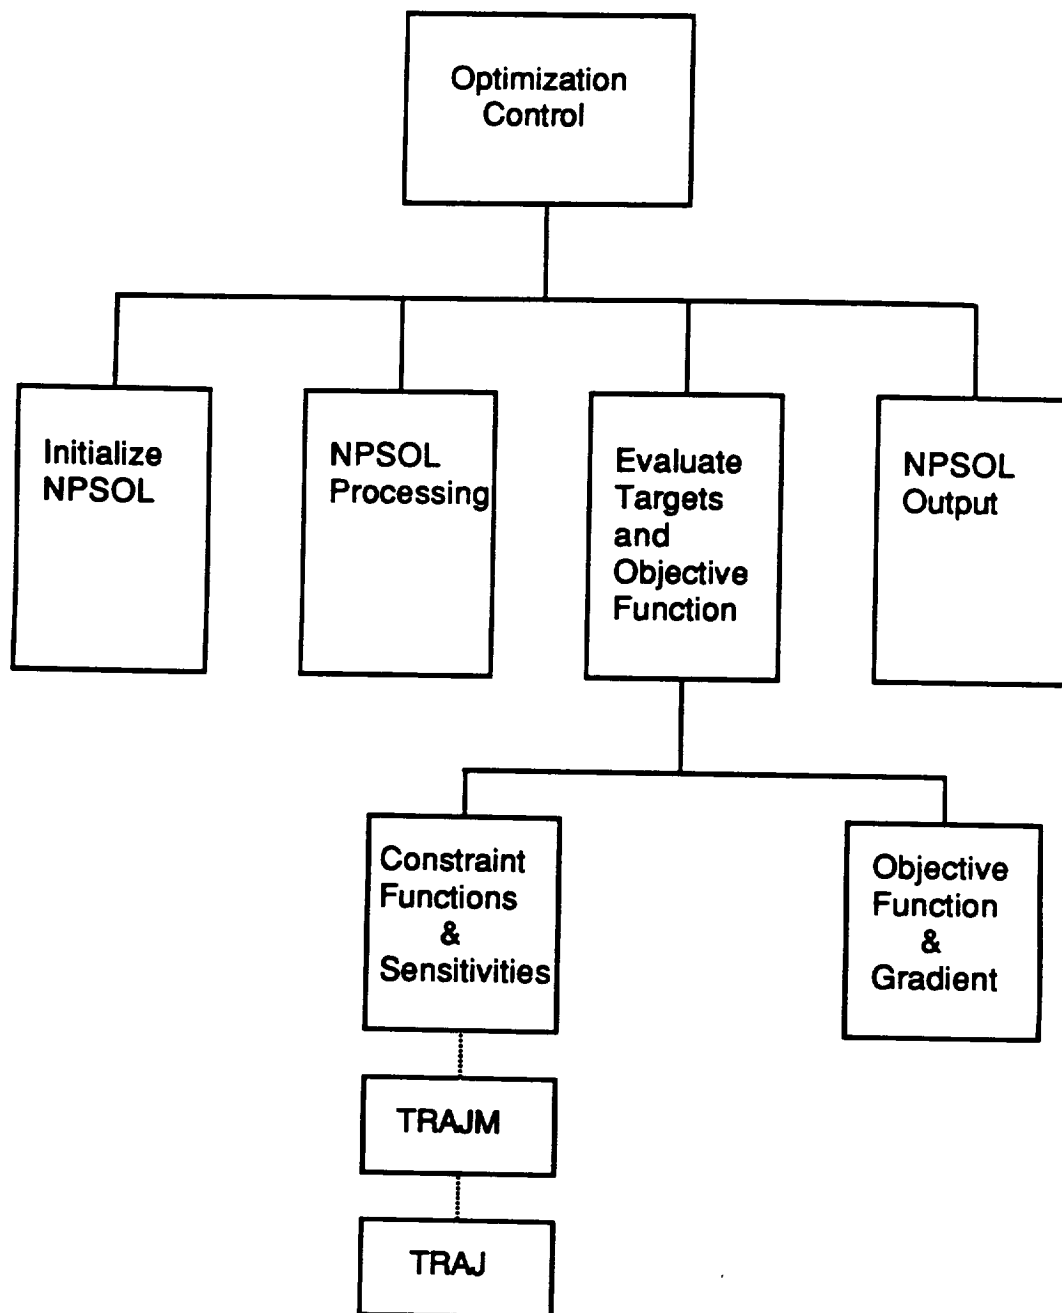 Optimization
Control
Initialize
NPSOL
NPSOL
Processing
Evaluate
Targets
and
Objective
Function
NPSOL
Output
Constraint
Functions
&
Sensitivities
Objective
Function
&
Gradient
TRAJM
TRAJ